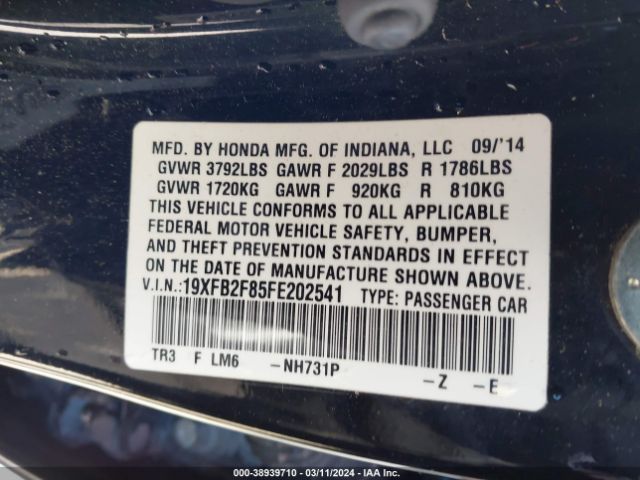 MFD. BY HONDA MFG. OF INDIANA, LLC 09/'14
GVWR 3792LBS GAWR F 2029LBS R 1786LBS
GVWR 1720KG GAWR F 920KG R 810KG
THIS VEHICLE CONFORMS TO ALL APPLICABLE
FEDERAL MOTOR VEHICLE SAFETY, BUMPER,
AND THEFT PREVENTION STANDARDS IN EFFECT
ON THE DATE OF MANUFACTURE SHOWN ABOVE.
V.I.N.:19XFB2F85FE202541 TYPE: PASSENGER CAR
TR3 F LM6 -NH731P -Z -E
000-38939710 - 03/11/2024 - IAA Inc.